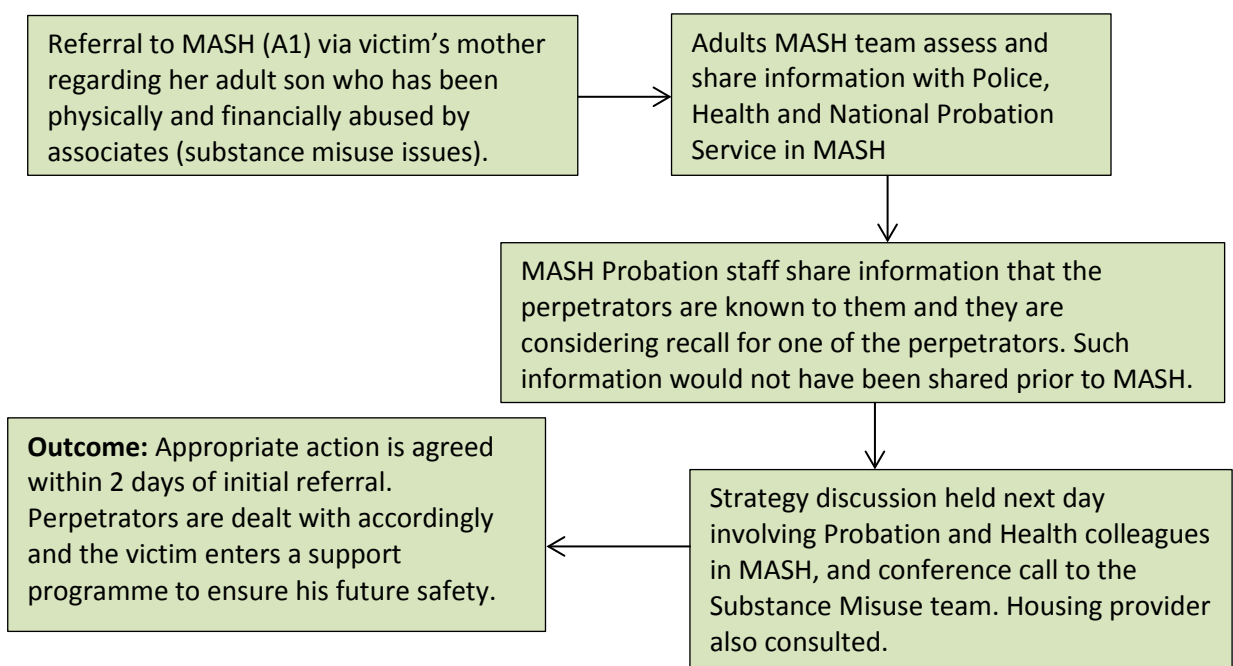 Referral to MASH (A1) via victim’s mother
regarding her adult son who has been
physically and financially abused by
associates (substance misuse issues).
Adults MASH team assess and
share information with Police,
Health and National Probation
Service in MASH
MASH Probation staff share information that the
perpetrators are known to them and they are
considering recall for one of the perpetrators. Such
information would not have been shared prior to MASH.
Strategy discussion held next day
involving Probation and Health colleagues
in MASH, and conference call to the
Substance Misuse team. Housing provider
also consulted.
Outcome: Appropriate action is agreed
within 2 days of initial referral.
Perpetrators are dealt with accordingly
and the victim enters a support
programme to ensure his future safety.